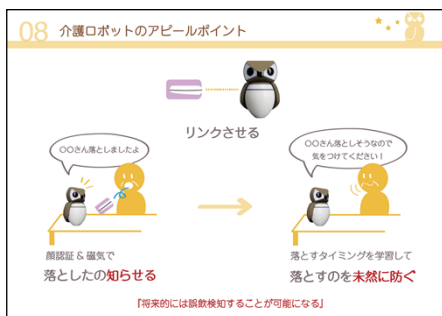 08 介護ロボットのアピールポイント
リンクさせる
〇〇さん落としましたよ
〇〇さん落としそうなので
気をつけてください！
顔認証 & 磁気で
落としたの知らせる
落とすタイミングを学習して
落とすのを未然に防ぐ
『将来的には誤飲検知することが可能になる』